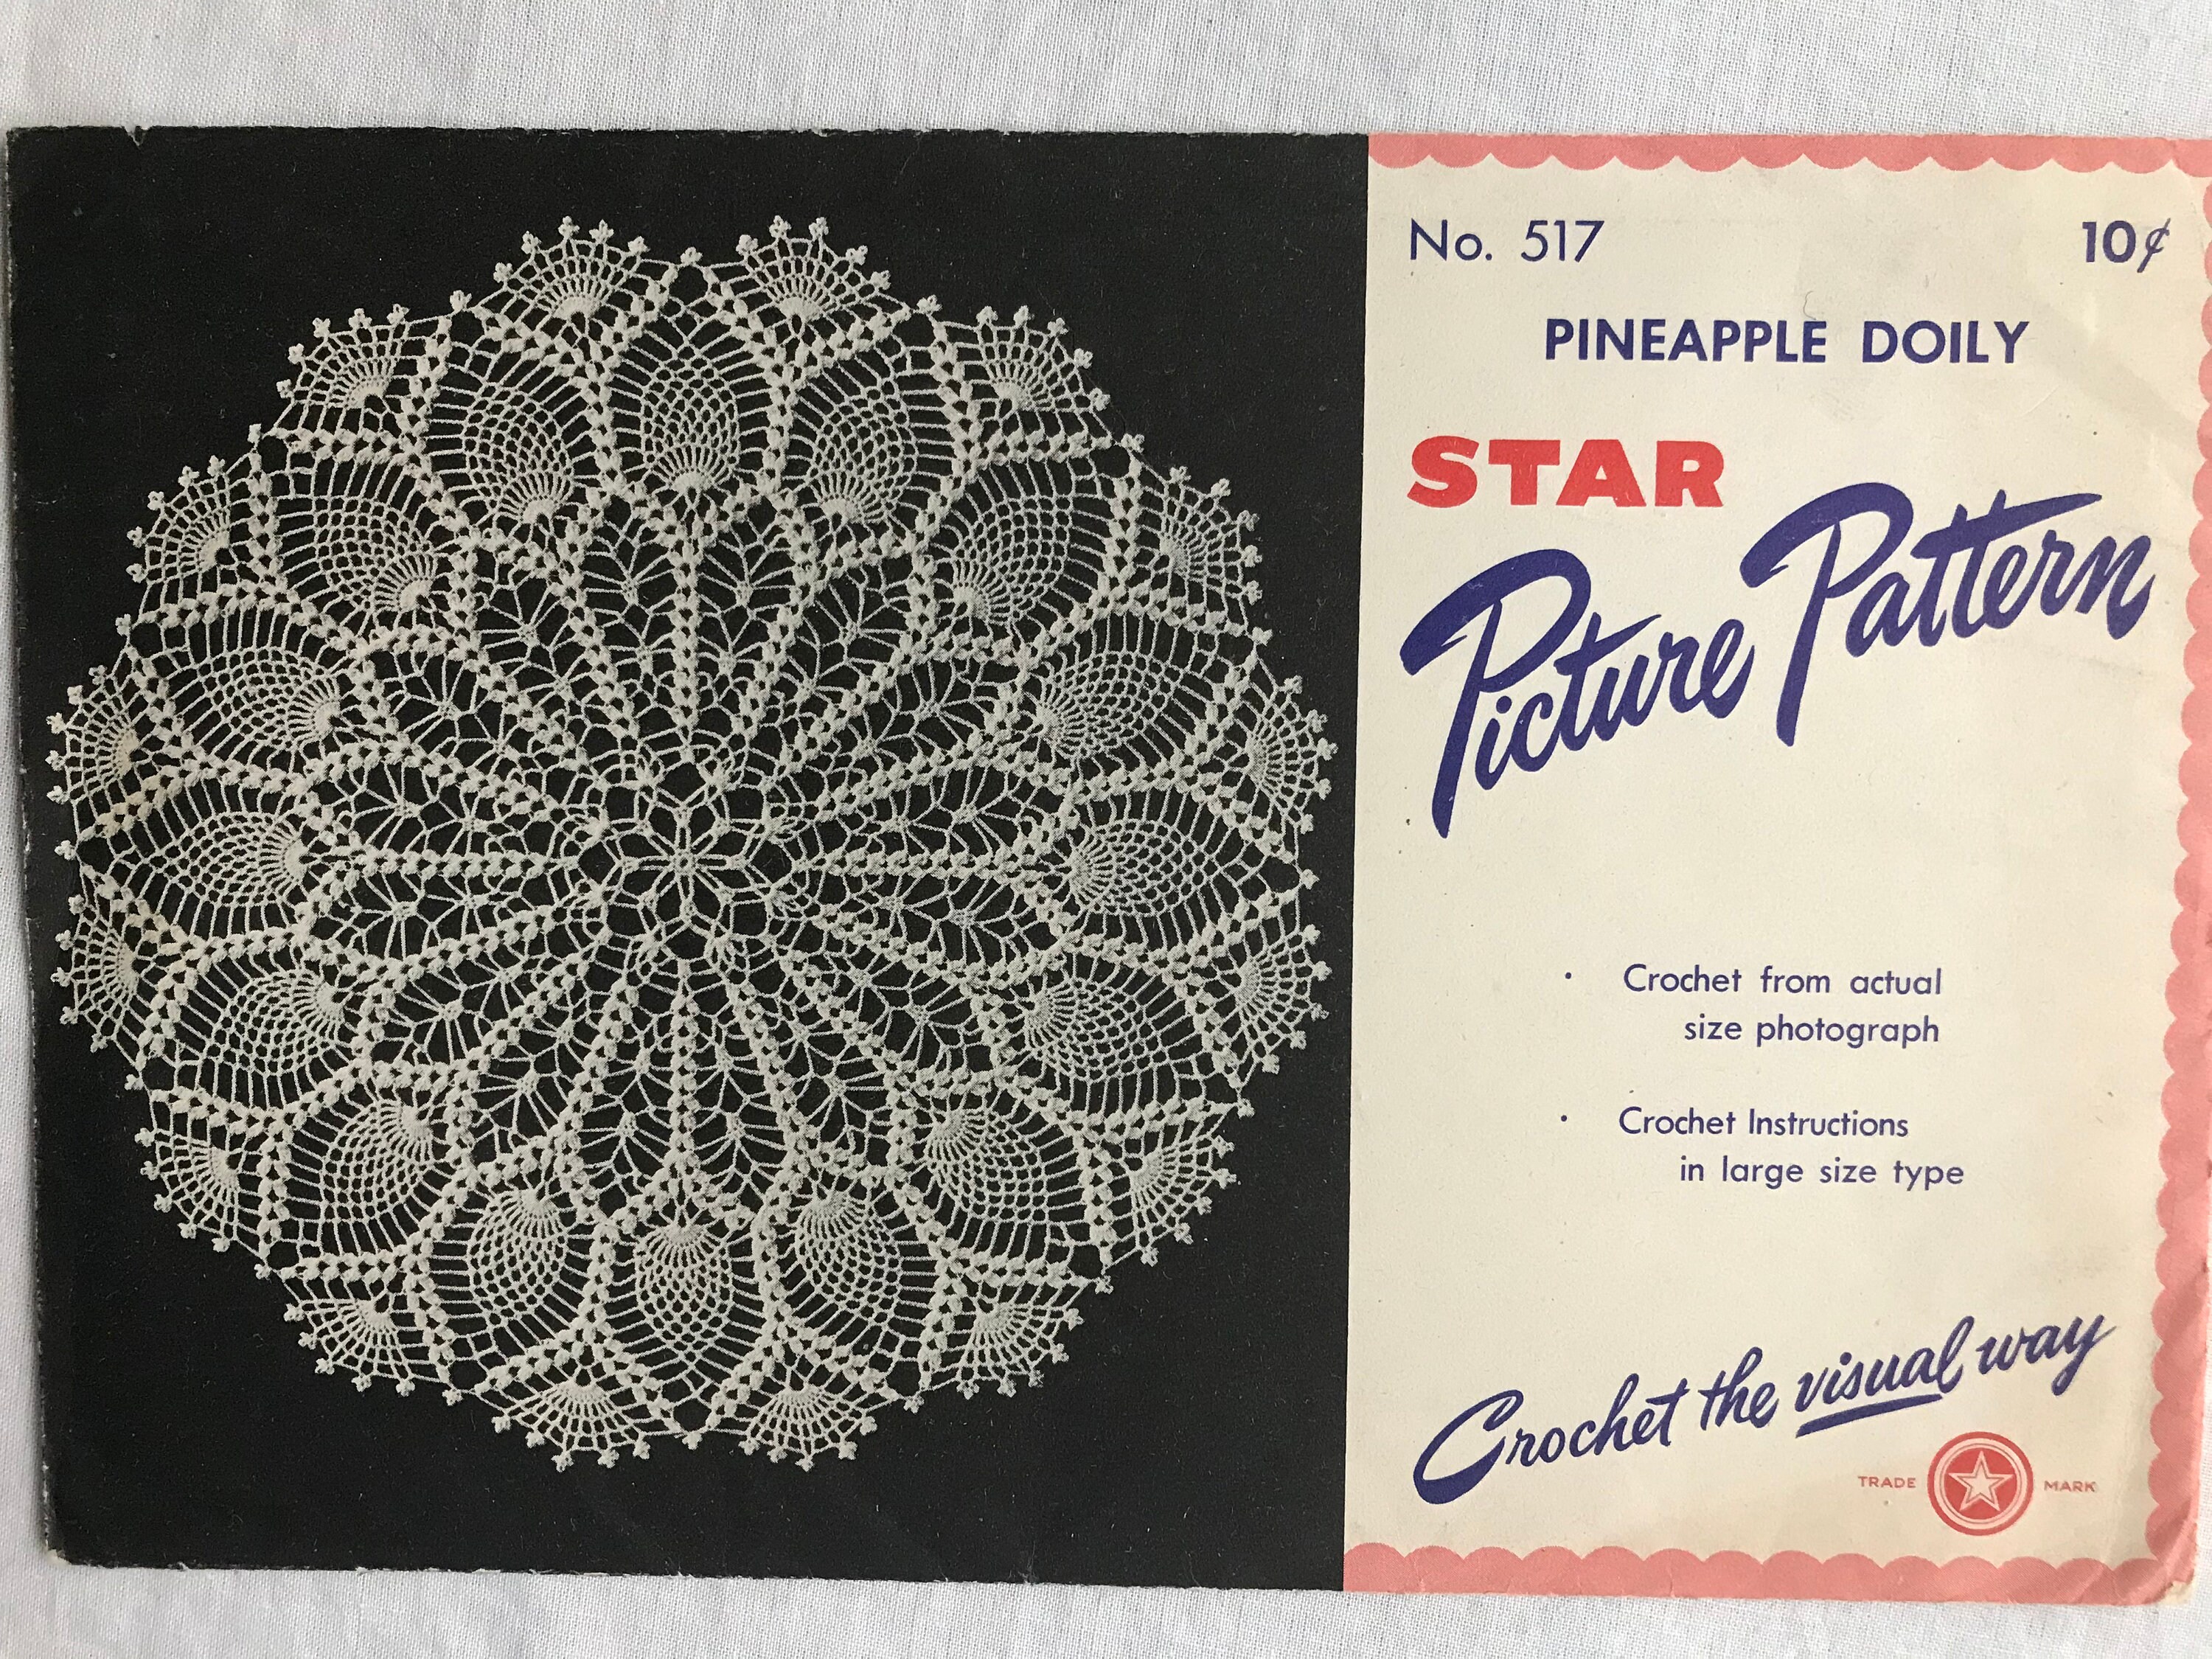 No. 517 10¢
PINEAPPLE DOILY
STAR
Picture Pattern
• Crochet from actual
size photograph
• Crochet Instructions
in large size type
Crochet the visual way
TRADE MARK